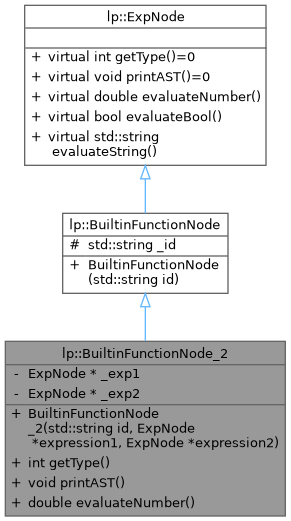 lp::ExpNode
+ virtual int getType()=0
+ virtual void printAST()=0
+ virtual double evaluateNumber()
+ virtual bool evaluateBool()
+ virtual std::string
evaluateString()
lp::BuiltinFunctionNode
# std::string _id
+ BuiltinFunctionNode
(std::string id)
lp::BuiltinFunctionNode_2
- ExpNode * _exp1
- ExpNode * _exp2
+ BuiltinFunctionNode
_2(std::string id, ExpNode
*expression1, ExpNode *expression2)
+ int getType()
+ void printAST()
+ double evaluateNumber()